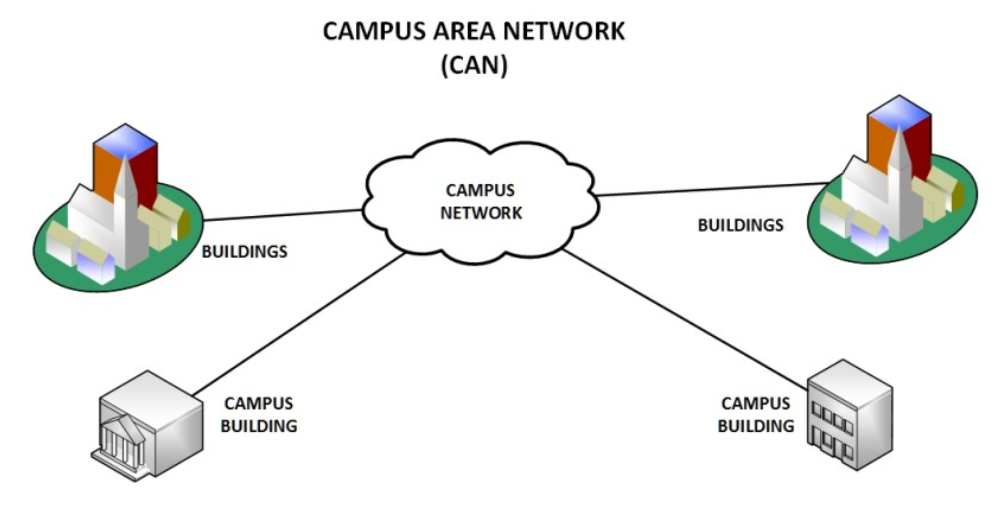 CAMPUS AREA NETWORK
(CAN)
CAMPUS
NETWORK
BUILDINGS
BUILDINGS
CAMPUS
BUILDING
CAMPUS
BUILDING